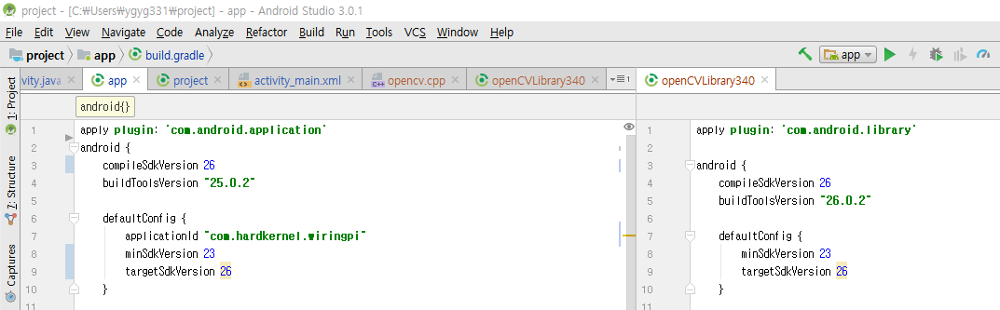 project - [C:₩Users₩ygyg331₩project] - app - Android Studio 3.0.1
File Edit View Navigate Code Analyze Refactor Build Run Tools VCS Window Help
project app build.gradle app
1: Project
7: Structure
Captures
vity.java app project activity_main.xml opencv.cpp openCVLibrary340 1
android{}
1 apply plugin: 'com.android.application'
2 android {
3 compileSdkVersion 26
4 buildToolsVersion "25.0.2"
5
6 defaultConfig {
7 applicationId "com.hardkernel.wiringpi"
8 minSdkVersion 23
9 targetSdkVersion 26
10 }
11
openCVLibrary340
1 apply plugin: 'com.android.library'
2
3 android {
4 compileSdkVersion 26
5 buildToolsVersion "26.0.2"
6
7 defaultConfig {
8 minSdkVersion 23
9 targetSdkVersion 26
10 }
11